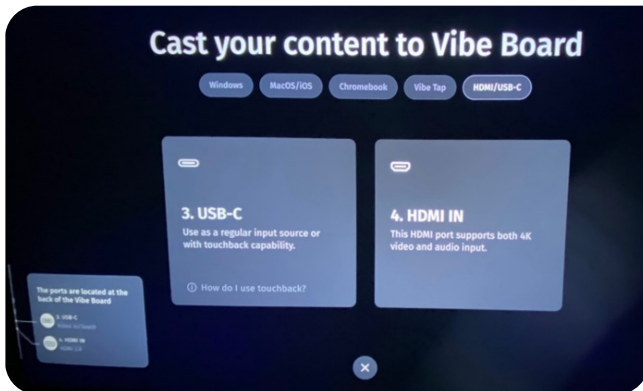 Cast your content to Vibe Board
Windows
MacOS/iOS
Chromebook
Vibe Tap
HDMI/USB-C
3. USB-C
Use as a regular input source or
with touchback capability.
How do I use touchback?
4. HDMI IN
This HDMI port supports both 4K
video and audio input.
The ports are located at the
back of the Vibe Board
3. USB-C
4. HDMI IN
HDMI 2.0